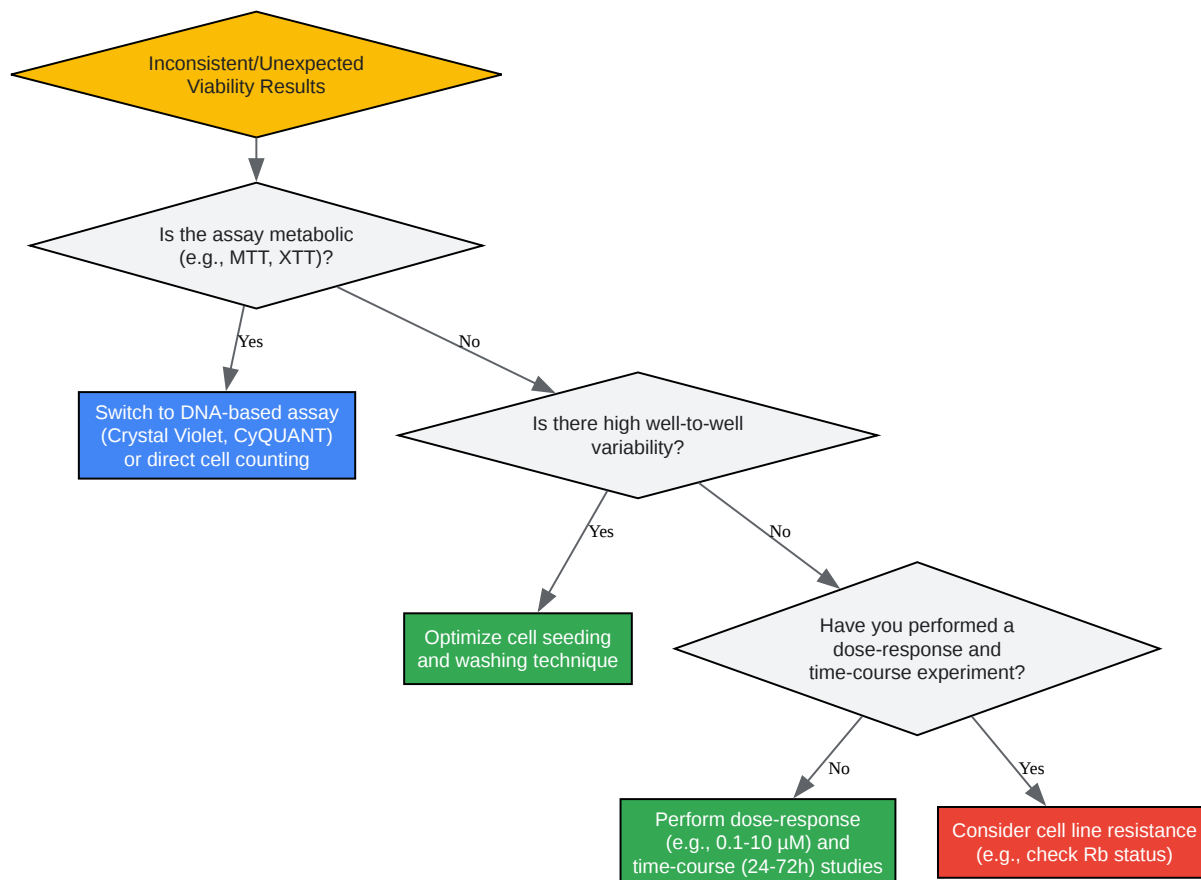 Inconsistent/Unexpected
Viability Results
Is the assay metabolic
(e.g., MTT, XTT)?
Yes
No
Switch to DNA-based assay
(Crystal Violet, CyQUANT)
or direct cell counting
Is there high well-to-well
variability?
Yes
No
Optimize cell seeding
and washing technique
Have you performed a
dose-response and
time-course experiment?
No
Yes
Perform dose-response
(e.g., 0.1-10 μM) and
time-course (24-72h) studies
Consider cell line resistance
(e.g., check Rb status)